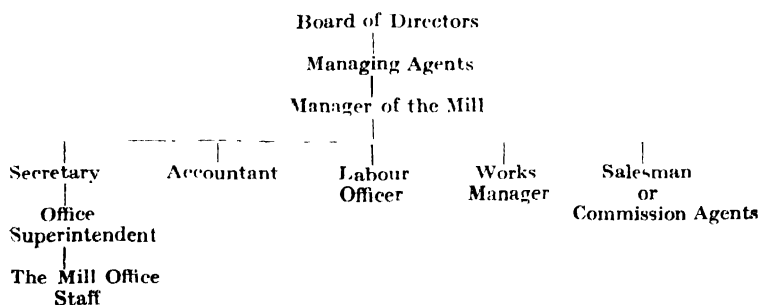 Board of Directors
Managing Agents
Manager of the Mill
Secretary Accountant Labour Officer Works Manager Salesman or Commission Agents
Office Superintendent
The Mill Office Staff